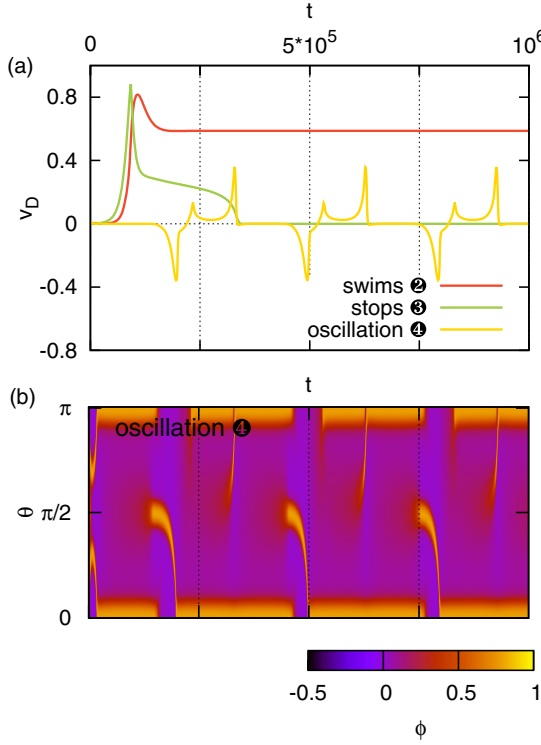 t
0 5*10⁵ 10⁶
(a)
0.8
0.4
0
-0.4
-0.8
v_D
swims ❷
stops ❸
oscillation ❹
t
(b)
oscillation ❹
π
θ π/2
0
-0.5 0 0.5 1
ϕ